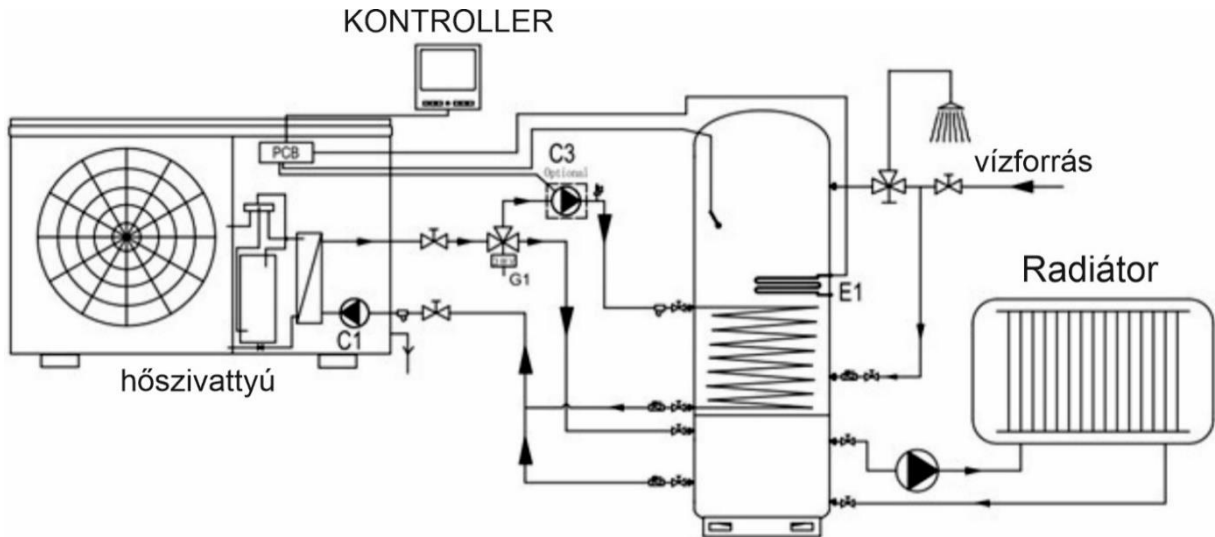 KONTROLLER
PCB
C3
Optional
vízforrás
G1
E1
Radiátor
C1
hőszivattyú